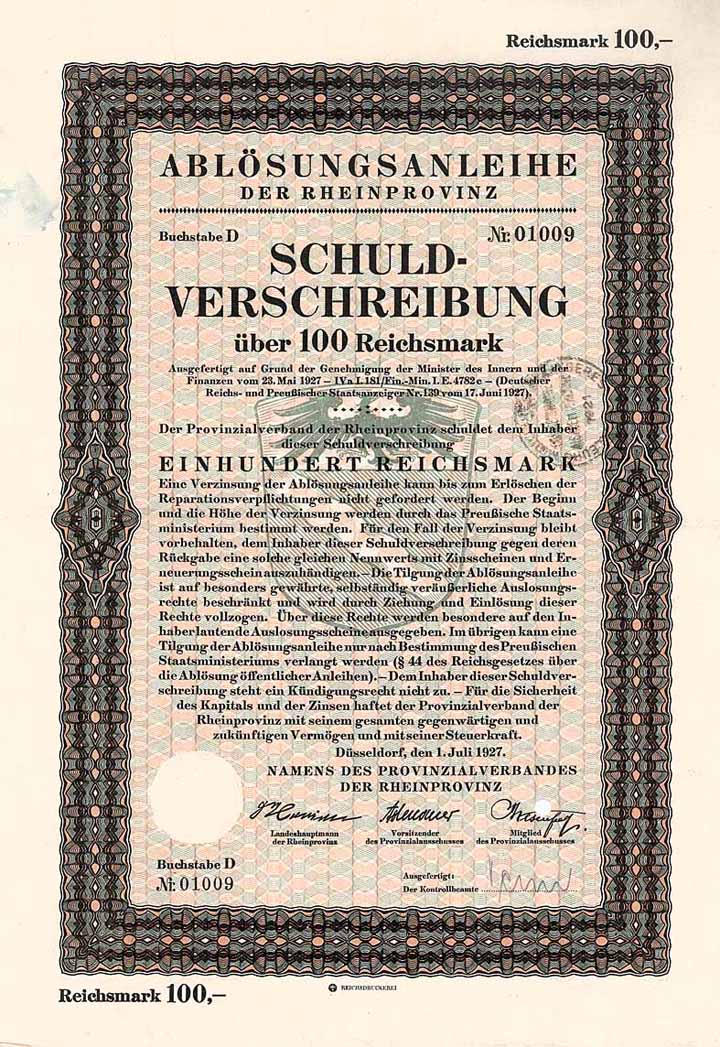 Reichsmark 100,–
ABLÖSUNGSANLEIHE
DER RHEINPROVINZ
Buchstabe D Nr. 01009
SCHULD-
VERSCHREIBUNG
über 100 Reichsmark
Ausgefertigt auf Grund der Genehmigung der Minister des Innern und der
Finanzen vom 23. Mai 1927 – IVa I. 181/Fin.-Min. I. E. 4782c – (Deutscher
Reichs- und Preußischer Staatsanzeiger Nr. 139 vom 17. Juni 1927).
Der Provinzialverband der Rheinprovinz schuldet dem Inhaber
dieser Schuldverschreibung
EINHUNDERT REICHSMARK
Eine Verzinsung der Ablösungsanleihe kann bis zum Erlöschen der
Reparationsverpflichtungen nicht gefordert werden. Der Beginn
und die Höhe der Verzinsung werden durch das Preußische Staats-
ministerium bestimmt werden. Für den Fall der Verzinsung bleibt
vorbehalten, dem Inhaber dieser Schuldverschreibung gegen deren
Rückgabe eine solche gleichen Nennwerts mit Zinsscheinen und Er-
neuerungsschein auszuhändigen. – Die Tilgung der Ablösungsanleihe
ist auf besonders gewährte, selbständig veräußerliche Auslosungs-
rechte beschränkt und wird durch Ziehung und Einlösung dieser
Rechte vollzogen. Über diese Rechte werden besondere auf den In-
haber lautende Auslosungsscheine ausgegeben. Im übrigen kann eine
Tilgung der Ablösungsanleihe nur nach Bestimmung des Preußischen
Staatsministeriums verlangt werden (§ 44 des Reichsgesetzes über
die Ablösung öffentlicher Anleihen). – Dem Inhaber dieser Schuldver-
schreibung steht ein Kündigungsrecht nicht zu. – Für die Sicherheit
des Kapitals und der Zinsen haftet der Provinzialverband der
Rheinprovinz mit seinem gesamten gegenwärtigen und
zukünftigen Vermögen und mit seiner Steuerkraft.
Düsseldorf, den 1. Juli 1927.
NAMENS DES PROVINZIALVERBANDES
DER RHEINPROVINZ
Landeshauptmann Vorsitzender Mitglied
der Rheinprovinz des Provinzialausschusses des Provinzialausschusses
Buchstabe D
Nr. 01009
Ausgefertigt:
Der Kontrollbeamte
Reichsmark 100,–
REICHSDRUCKEREI